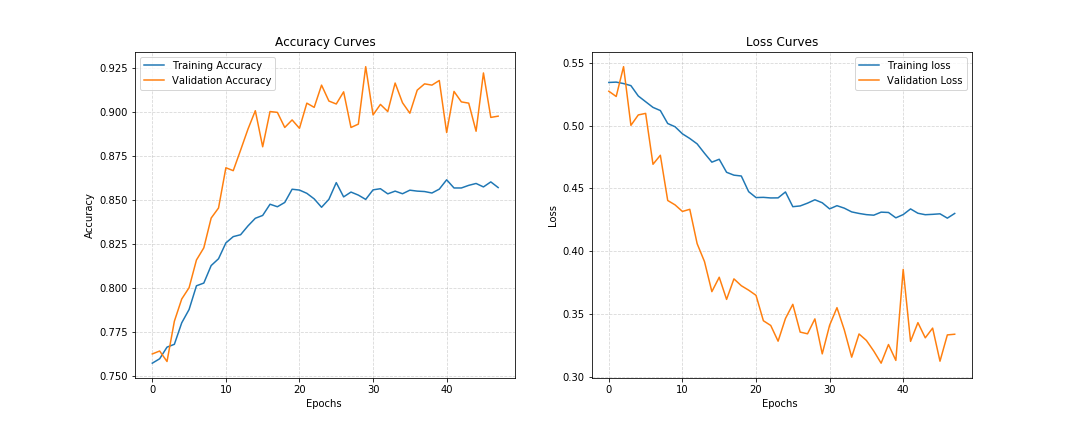 Accuracy Curves
Training Accuracy
Validation Accuracy
0.925
0.900
0.875
0.850
0.825
0.800
0.775
0.750
Accuracy
0 10 20 30 40
Epochs
Loss Curves
Training loss
Validation Loss
0.55
0.50
0.45
0.40
0.35
0.30
Loss
0 10 20 30 40
Epochs